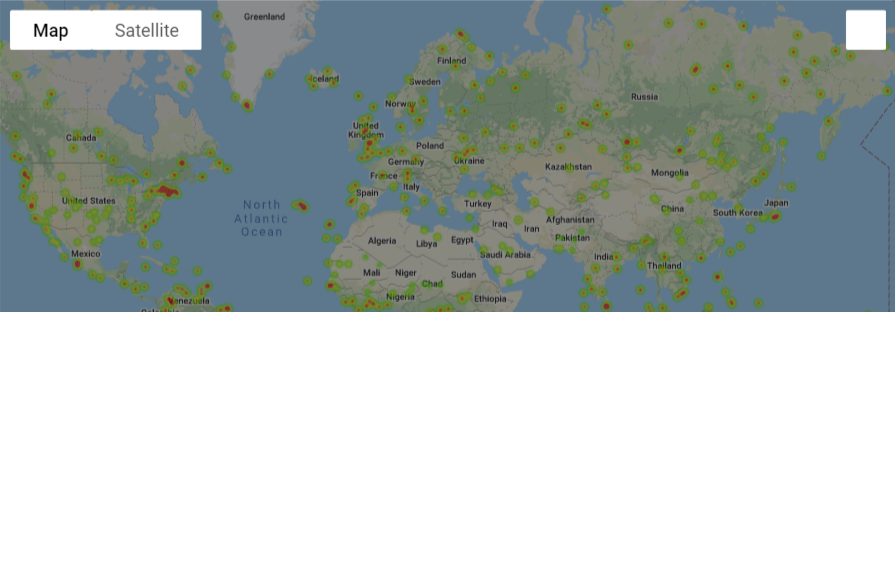 Map Satellite
Greenland
Iceland
Finland
Sweden
Norway
Russia
United
Kingdom
Canada
Poland
Germany
Ukraine
Kazakhstan
Mongolia
France
Italy
Spain
United States
North
Atlantic
Ocean
Turkey
China
Japan
South Korea
Afghanistan
Iraq
Iran
Pakistan
Algeria
Libya
Egypt
Saudi Arabia
Mexico
India
Thailand
Mali
Niger
Chad
Sudan
Nigeria
Ethiopia
Venezuela